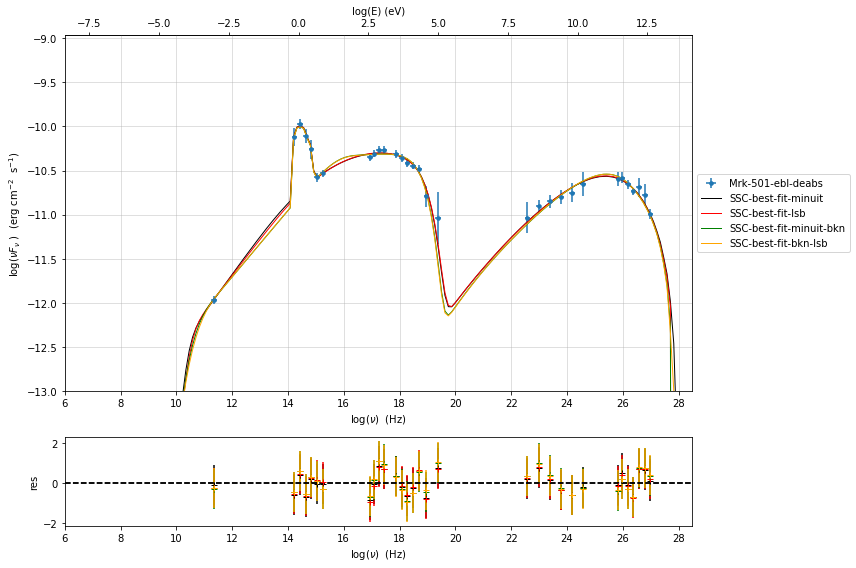 log(E) (eV)
−7.5 −5.0 −2.5 0.0 2.5 5.0 7.5 10.0 12.5
−9.0
−9.5
−10.0
−10.5
−11.0
−11.5
−12.0
−12.5
−13.0
log(νFν ) (erg cm⁻² s⁻¹)
6 8 10 12 14 16 18 20 22 24 26 28
log(ν) (Hz)
Mrk-501-ebl-deabs
SSC-best-fit-minuit
SSC-best-fit-lsb
SSC-best-fit-minuit-bkn
SSC-best-fit-bkn-lsb
2
0
−2
res
6 8 10 12 14 16 18 20 22 24 26 28
log(ν) (Hz)